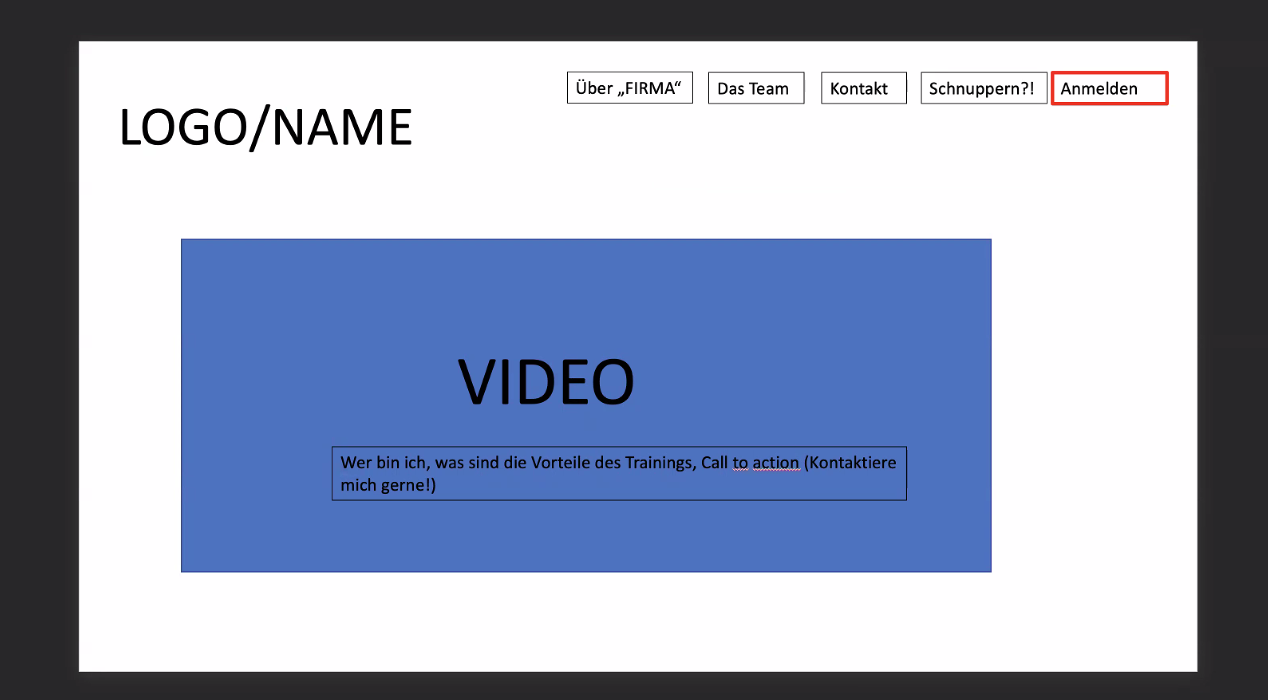 Über „FIRMA“
Das Team
Kontakt
Schnuppern?!
Anmelden
LOGO/NAME
VIDEO
Wer bin ich, was sind die Vorteile des Trainings, Call to action (Kontaktiere
mich gerne!)